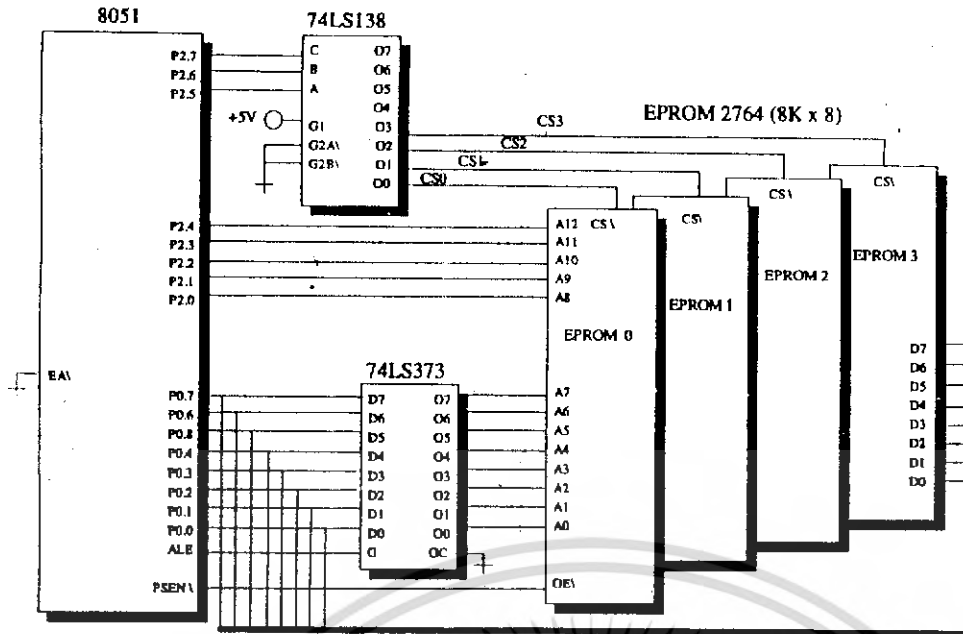 8051
74LS138
P2.7
P2.6
P2.5
C
B
A
G1
G2A\
G2B\
O7
O6
O5
O4
O3
O2
O1
O0
+5V
CS3
CS2
CS1
CS0
EPROM 2764 (8K x 8)
P2.4
P2.3
P2.2
P2.1
P2.0
A12
A11
A10
A9
A8
CS\
CS\
CS\
CS\
EPROM 0
EPROM 1
EPROM 2
EPROM 3
EA\
74LS373
P0.7
P0.6
P0.8
P0.4
P0.3
P0.2
P0.1
P0.0
ALE
PSEN\
D7
D6
D5
D4
D3
D2
D1
D0
G
O7
O6
O5
O4
O3
O2
O1
O0
OC
A7
A6
A5
A4
A3
A2
A1
A0
OE\
D7
D6
D5
D4
D3
D2
D1
D0